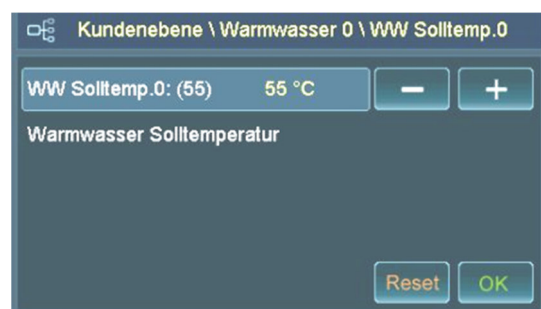 Kundenebene \ Warmwasser 0 \ WW Solltemp.0
WW Solltemp.0: (55) 55 °C − +
Warmwasser Solltemperatur
Reset OK